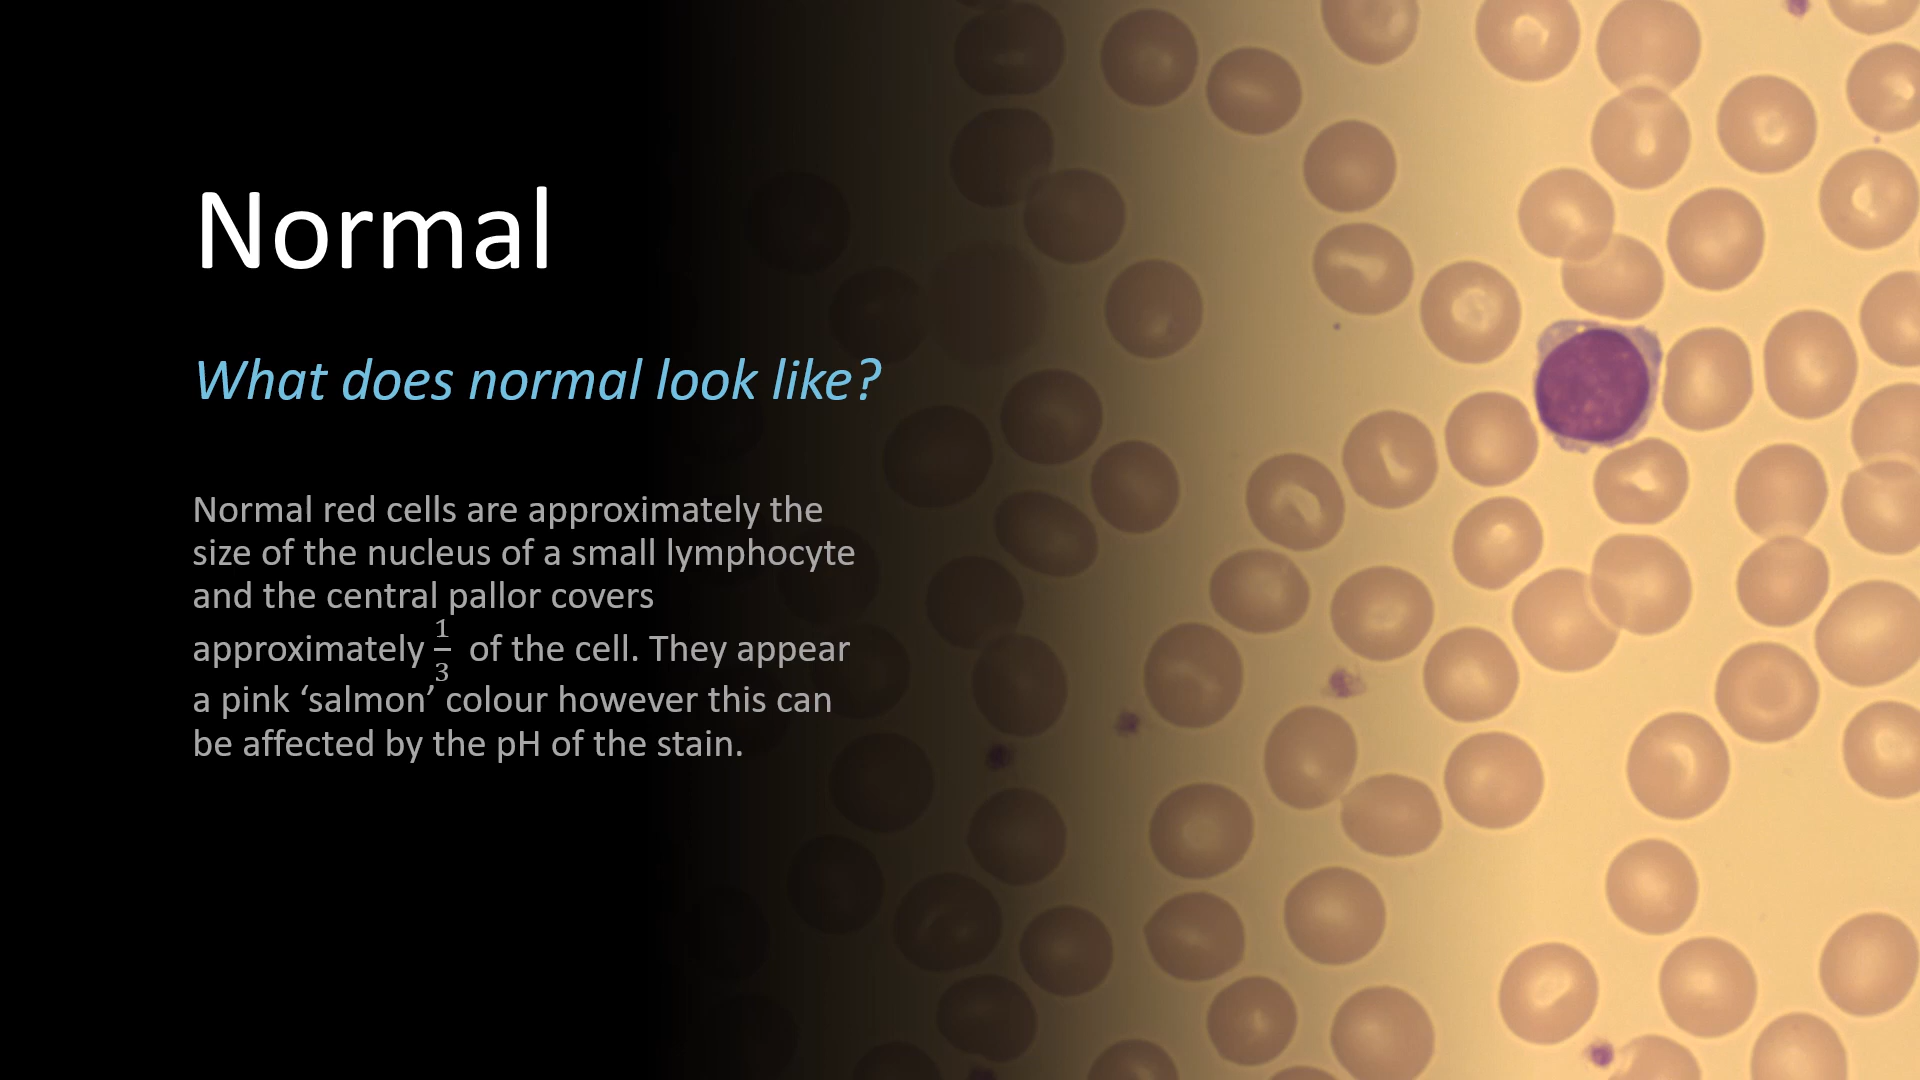 Normal
What does normal look like?
Normal red cells are approximately the
size of the nucleus of a small lymphocyte
and the central pallor covers
approximately 1/3 of the cell. They appear
a pink ‘salmon’ colour however this can
be affected by the pH of the stain.